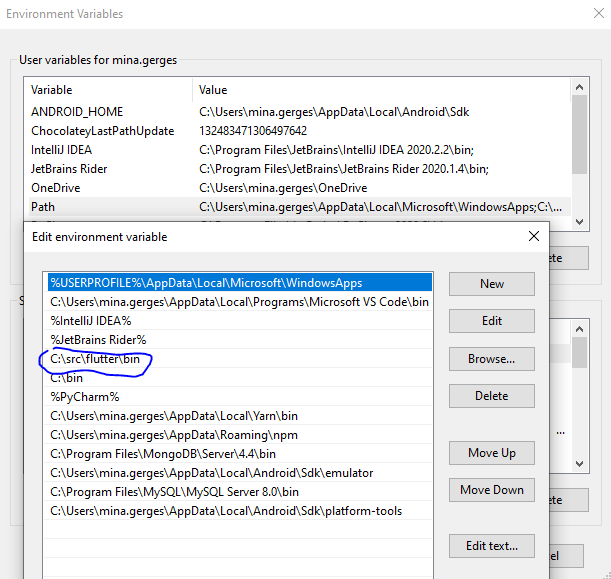 Environment Variables
User variables for mina.gerges
Variable Value
ANDROID_HOME C:\Users\mina.gerges\AppData\Local\Android\Sdk
ChocolateyLastPathUpdate 132483471306497642
IntelliJ IDEA C:\Program Files\JetBrains\IntelliJ IDEA 2020.2.2\bin;
JetBrains Rider C:\Program Files\JetBrains\JetBrains Rider 2020.1.4\bin;
OneDrive C:\Users\mina.gerges\OneDrive
Path C:\Users\mina.gerges\AppData\Local\Microsoft\WindowsApps;C:\...
Edit environment variable
%USERPROFILE%\AppData\Local\Microsoft\WindowsApps
C:\Users\mina.gerges\AppData\Local\Programs\Microsoft VS Code\bin
%IntelliJ IDEA%
%JetBrains Rider%
C:\src\flutter\bin
C:\bin
%PyCharm%
C:\Users\mina.gerges\AppData\Local\Yarn\bin
C:\Users\mina.gerges\AppData\Roaming\npm
C:\Program Files\MongoDB\Server\4.4\bin
C:\Users\mina.gerges\AppData\Local\Android\Sdk\emulator
C:\Program Files\MySQL\MySQL Server 8.0\bin
C:\Users\mina.gerges\AppData\Local\Android\Sdk\platform-tools
New
Edit
Browse...
Delete
Move Up
Move Down
Edit text...
ete
...
ete
el